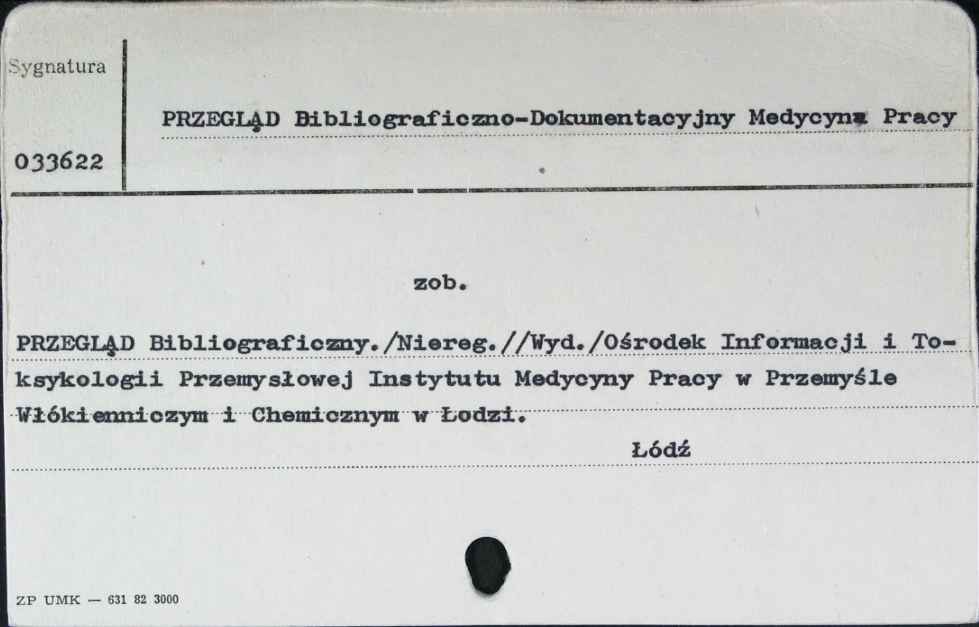 Sygnatura
PRZEGLĄD Bibliograficzno-Dokumentacyjny Medycyna Pracy
033622
zob.
PRZEGLĄD Bibliograficzny./Niereg.//Wyd./Ośrodek Informacji i To-
ksykologii Przemysłowej Instytutu Medycyny Pracy w Przemyśle
Włókienniczym i Chemicznym w Łodzi.
Łódź
ZP UMK — 631 82 3000